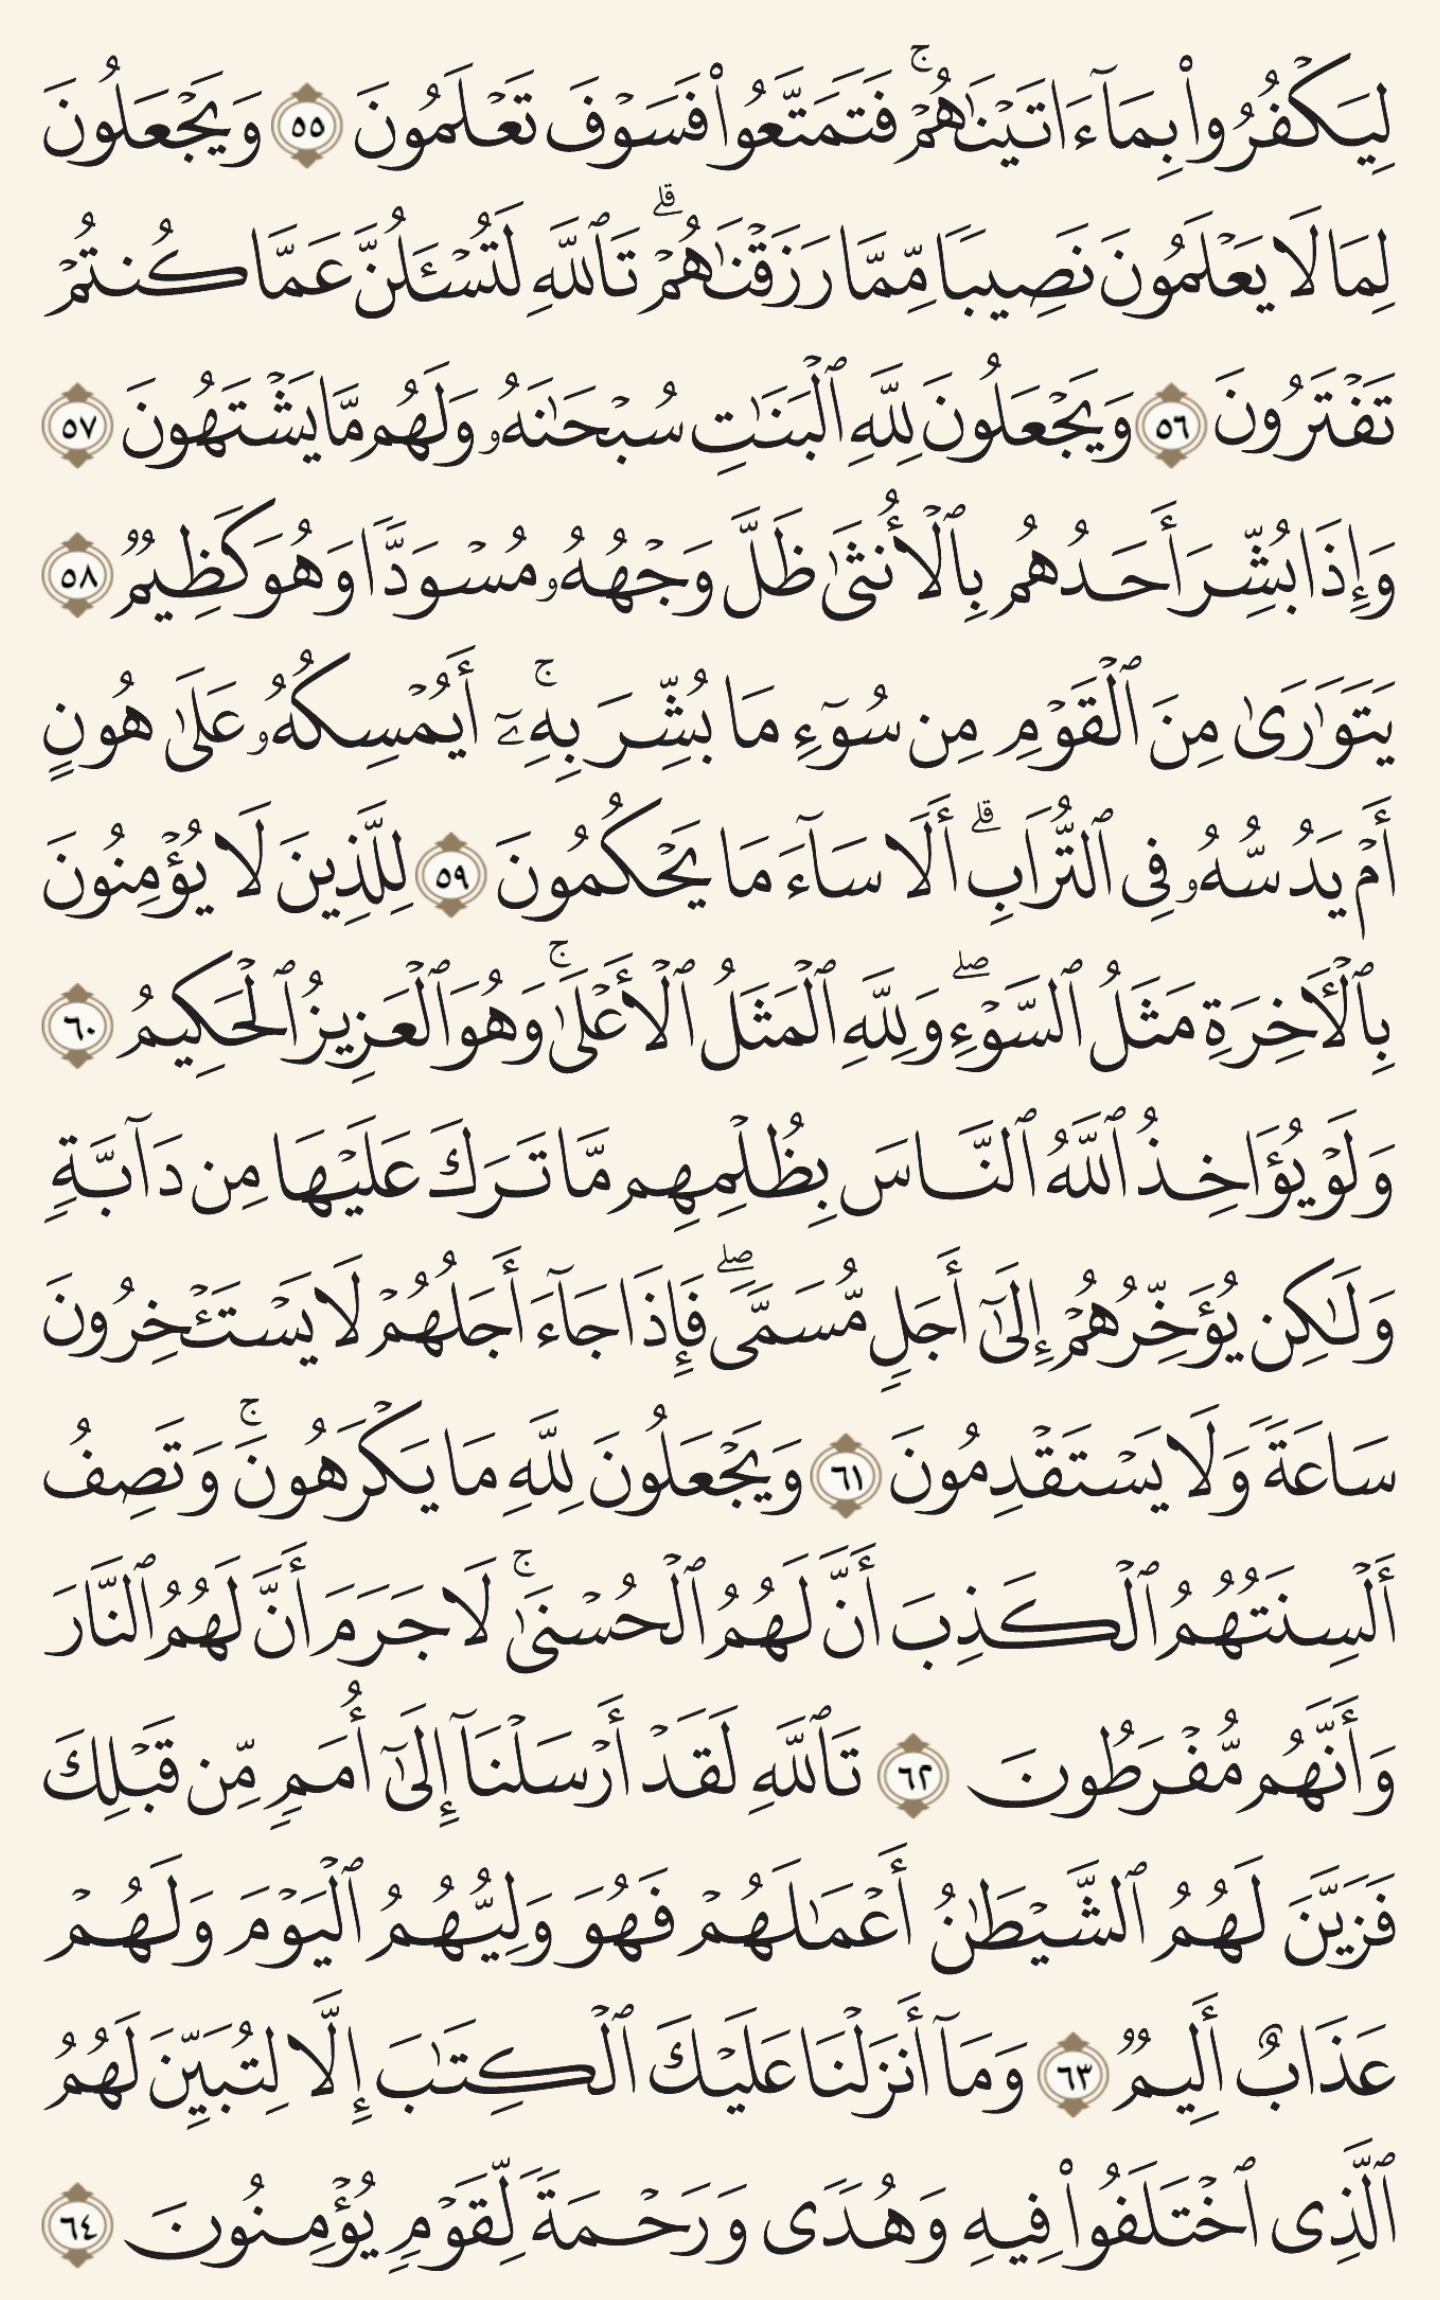 لِيَكۡفُرُواْ بِمَآ ءَاتَيۡنَٰهُمۡۚ فَتَمَتَّعُواْ فَسَوۡفَ تَعۡلَمُونَ ٥٥ وَيَجۡعَلُونَ
لِمَا لَا يَعۡلَمُونَ نَصِيبٗا مِّمَّا رَزَقۡنَٰهُمۡۗ تَٱللَّهِ لَتُسۡـَٔلُنَّ عَمَّا كُنتُمۡ
تَفۡتَرُونَ ٥٦ وَيَجۡعَلُونَ لِلَّهِ ٱلۡبَنَٰتِ سُبۡحَٰنَهُۥ وَلَهُم مَّا يَشۡتَهُونَ ٥٧
وَإِذَا بُشِّرَ أَحَدُهُم بِٱلۡأُنثَىٰ ظَلَّ وَجۡهُهُۥ مُسۡوَدّٗا وَهُوَ كَظِيمٞ ٥٨
يَتَوَٰرَىٰ مِنَ ٱلۡقَوۡمِ مِن سُوٓءِ مَا بُشِّرَ بِهِۦٓۚ أَيُمۡسِكُهُۥ عَلَىٰ هُونٍ
أَمۡ يَدُسُّهُۥ فِي ٱلتُّرَابِۗ أَلَا سَآءَ مَا يَحۡكُمُونَ ٥٩ لِلَّذِينَ لَا يُؤۡمِنُونَ
بِٱلۡأٓخِرَةِ مَثَلُ ٱلسَّوۡءِۖ وَلِلَّهِ ٱلۡمَثَلُ ٱلۡأَعۡلَىٰۚ وَهُوَ ٱلۡعَزِيزُ ٱلۡحَكِيمُ ٦٠
وَلَوۡ يُؤَاخِذُ ٱللَّهُ ٱلنَّاسَ بِظُلۡمِهِم مَّا تَرَكَ عَلَيۡهَا مِن دَآبَّةٖ
وَلَٰكِن يُؤَخِّرُهُمۡ إِلَىٰٓ أَجَلٖ مُّسَمّٗىۖ فَإِذَا جَآءَ أَجَلُهُمۡ لَا يَسۡتَـٔۡخِرُونَ
سَاعَةٗ وَلَا يَسۡتَقۡدِمُونَ ٦١ وَيَجۡعَلُونَ لِلَّهِ مَا يَكۡرَهُونَۚ وَتَصِفُ
أَلۡسِنَتُهُمُ ٱلۡكَذِبَ أَنَّ لَهُمُ ٱلۡحُسۡنَىٰۚ لَا جَرَمَ أَنَّ لَهُمُ ٱلنَّارَ
وَأَنَّهُم مُّفۡرَطُونَ ٦٢ تَٱللَّهِ لَقَدۡ أَرۡسَلۡنَآ إِلَىٰٓ أُمَمٖ مِّن قَبۡلِكَ
فَزَيَّنَ لَهُمُ ٱلشَّيۡطَٰنُ أَعۡمَٰلَهُمۡ فَهُوَ وَلِيُّهُمُ ٱلۡيَوۡمَ وَلَهُمۡ
عَذَابٌ أَلِيمٞ ٦٣ وَمَآ أَنزَلۡنَا عَلَيۡكَ ٱلۡكِتَٰبَ إِلَّا لِتُبَيِّنَ لَهُمُ
ٱلَّذِي ٱخۡتَلَفُواْ فِيهِ وَهُدٗى وَرَحۡمَةٗ لِّقَوۡمٖ يُؤۡمِنُونَ ٦٤